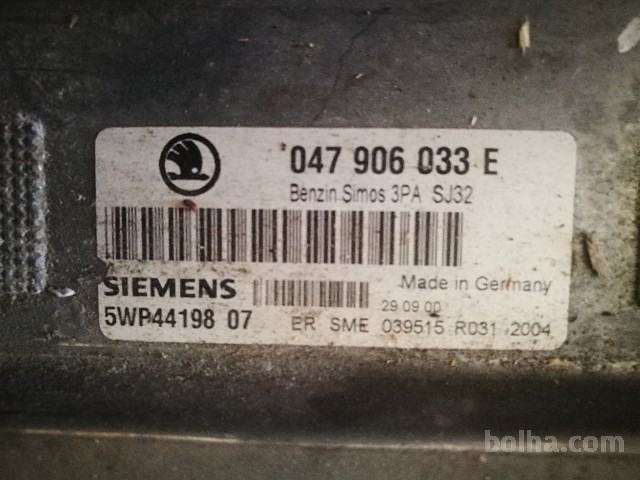 047 906 033 E
Benzin Simos 3PA SJ32
SIEMENS
Made in Germany
29 09 00
5WP44198 07
ER SME 039515 R031 2004
bolha.com